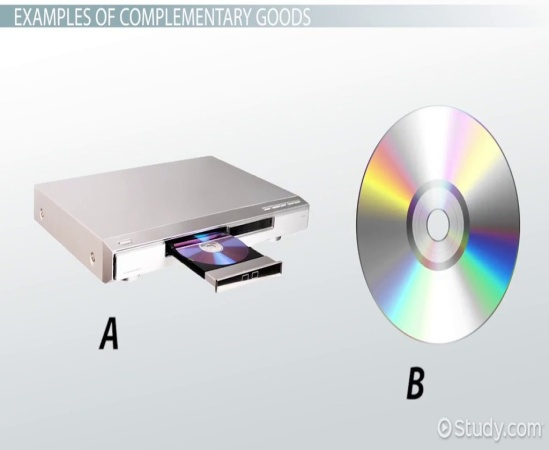 EXAMPLES OF COMPLEMENTARY GOODS
A
B
Study.com